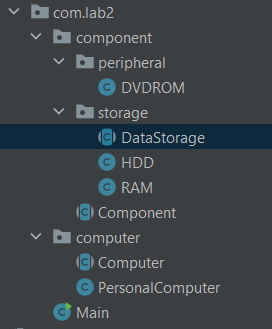 com.lab2
component
peripheral
DVDROM
storage
DataStorage
HDD
RAM
Component
computer
Computer
PersonalComputer
Main